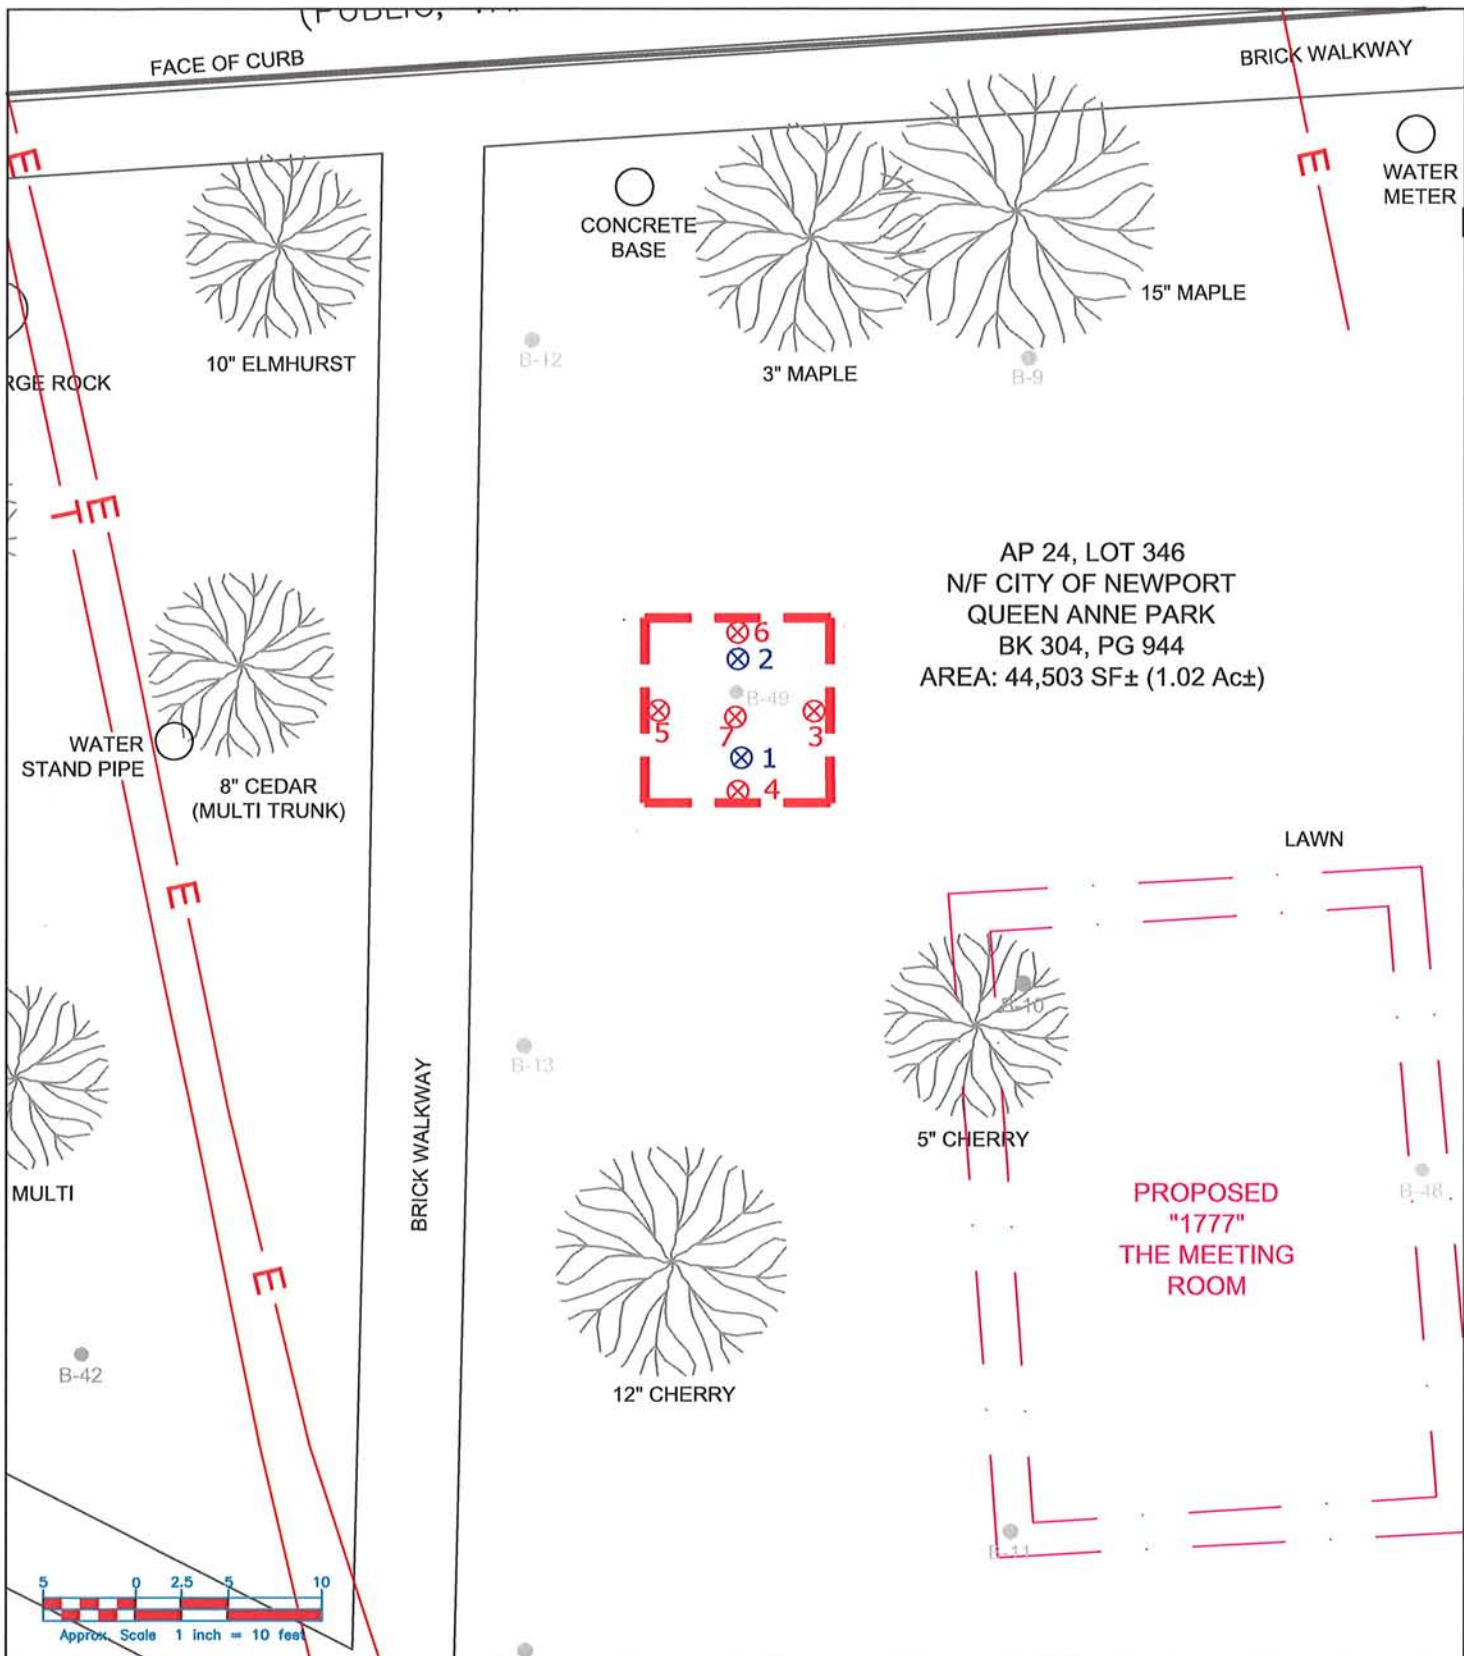 (PUBLIC,
FACE OF CURB
BRICK WALKWAY
E
E
WATER
METER
CONCRETE
BASE
15" MAPLE
10" ELMHURST
B-12
3" MAPLE
B-9
RGE ROCK
T E
AP 24, LOT 346
N/F CITY OF NEWPORT
QUEEN ANNE PARK
BK 304, PG 944
AREA: 44,503 SF± (1.02 Ac±)
6
2
B-49
5
7
3
1
4
WATER
STAND PIPE
8" CEDAR
(MULTI TRUNK)
LAWN
E
B-10
B-13
BRICK WALKWAY
5" CHERRY
MULTI
PROPOSED
"1777"
THE MEETING
ROOM
B-48
E
B-42
12" CHERRY
B-11
5 0 2.5 5 10
Approx. Scale 1 inch = 10 feet